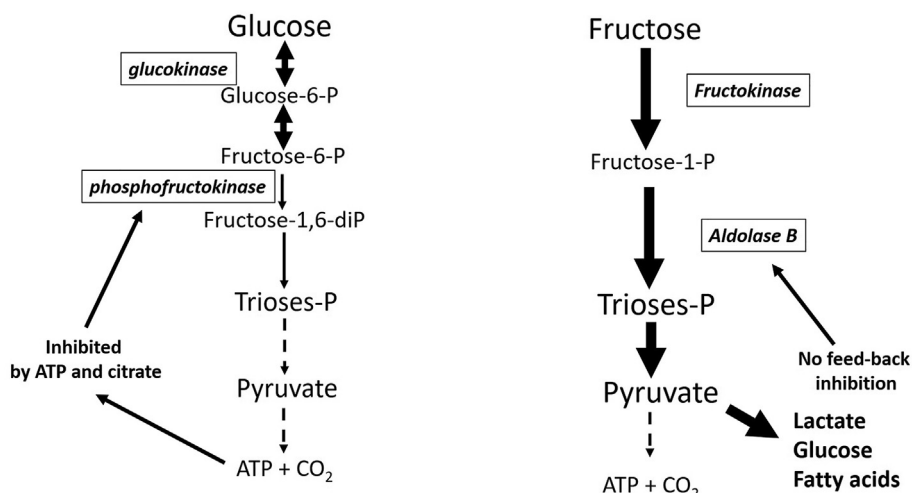 Glucose
glucokinase
Glucose-6-P
Fructose-6-P
phosphofructokinase
Fructose-1,6-diP
Trioses-P
Inhibited
by ATP and citrate
Pyruvate
ATP + CO₂
Fructose
Fructokinase
Fructose-1-P
Aldolase B
Trioses-P
No feed-back
inhibition
Pyruvate
Lactate
Glucose
Fatty acids
ATP + CO₂